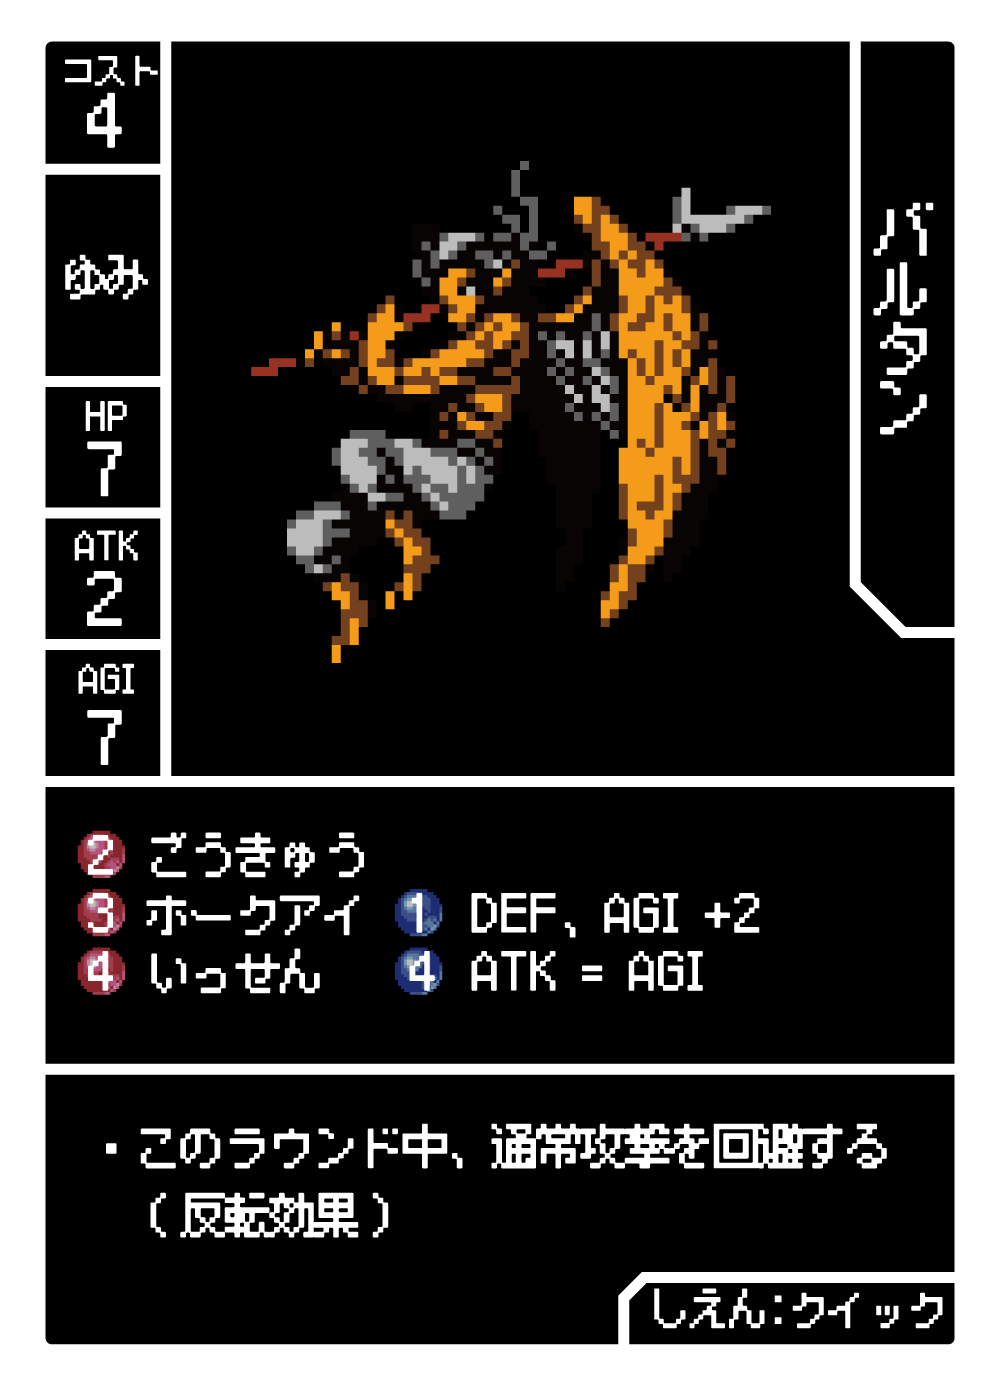 コスト
4
ゆみ
HP
7
ATK
2
AGI
7
バルタン
2 ごうきゅう
3 ホークアイ 1 DEF、AGI +2
4 いっせん 4 ATK = AGI
・このラウンド中、通常攻撃を回避する
(反転効果)
しえん:クイック